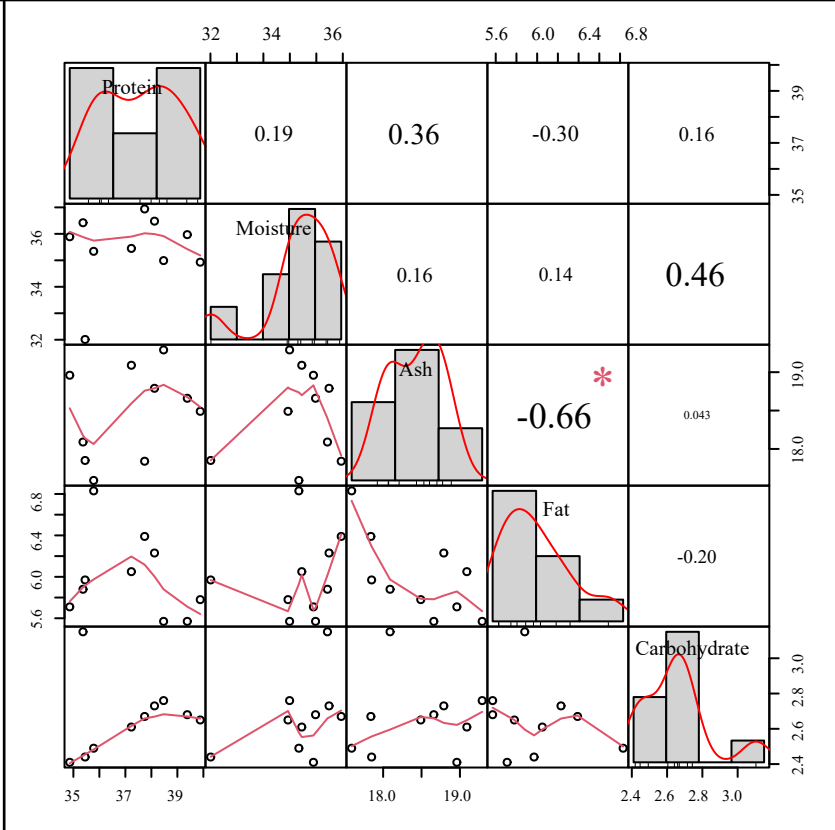 32 34 36 5.6 6.0 6.4 6.8
Protein 0.19 0.36 -0.30 0.16 35 37 39
32 34 36 Moisture 0.16 0.14 0.46
Ash -0.66 * 0.043 18.0 19.0
5.6 6.0 6.4 6.8 Fat -0.20
Carbohydrate 2.4 2.6 2.8 3.0
35 37 39 18.0 19.0 2.4 2.6 2.8 3.0